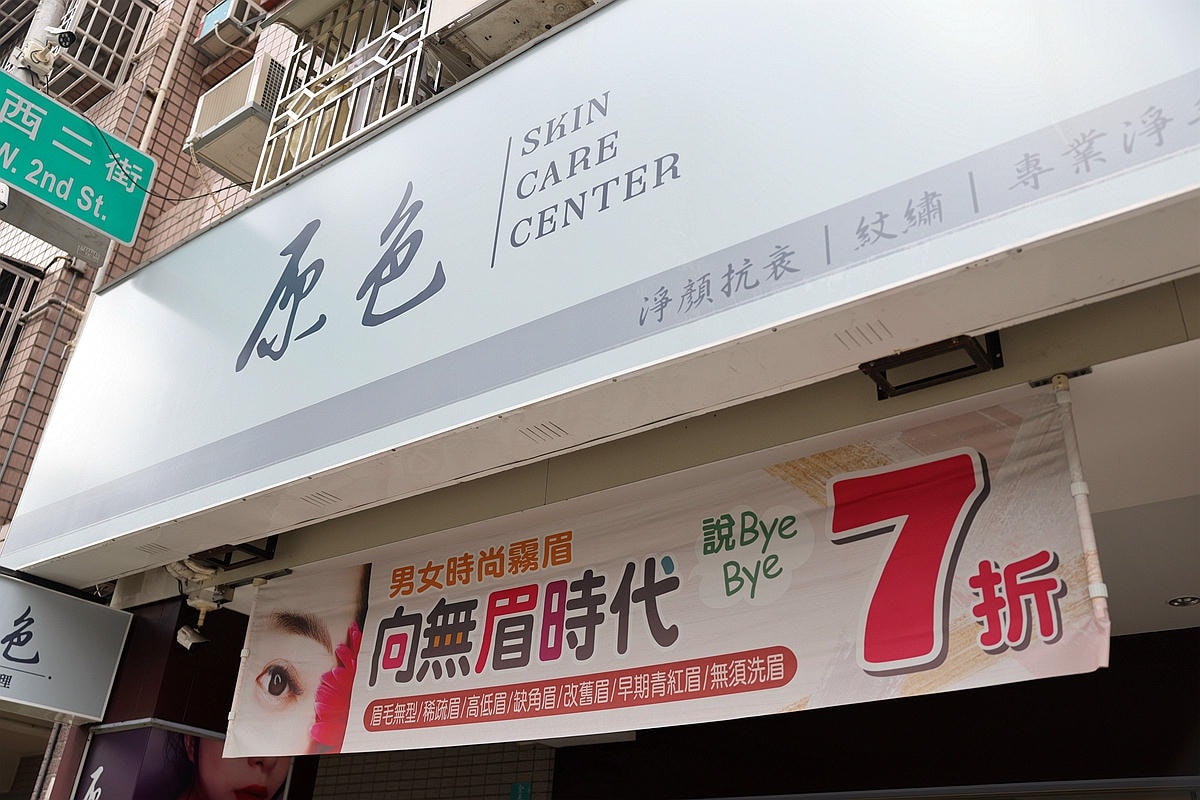 西二街
N. 2nd St.
原色
SKIN
CARE
CENTER
淨顏抗衰｜紋繡｜專業淨
男女時尚霧眉
向無眉時代
說Bye
Bye
7折
眉毛無型/稀疏眉/高低眉/缺角眉/改舊眉/早期青紅眉/無須洗眉
色
理
原